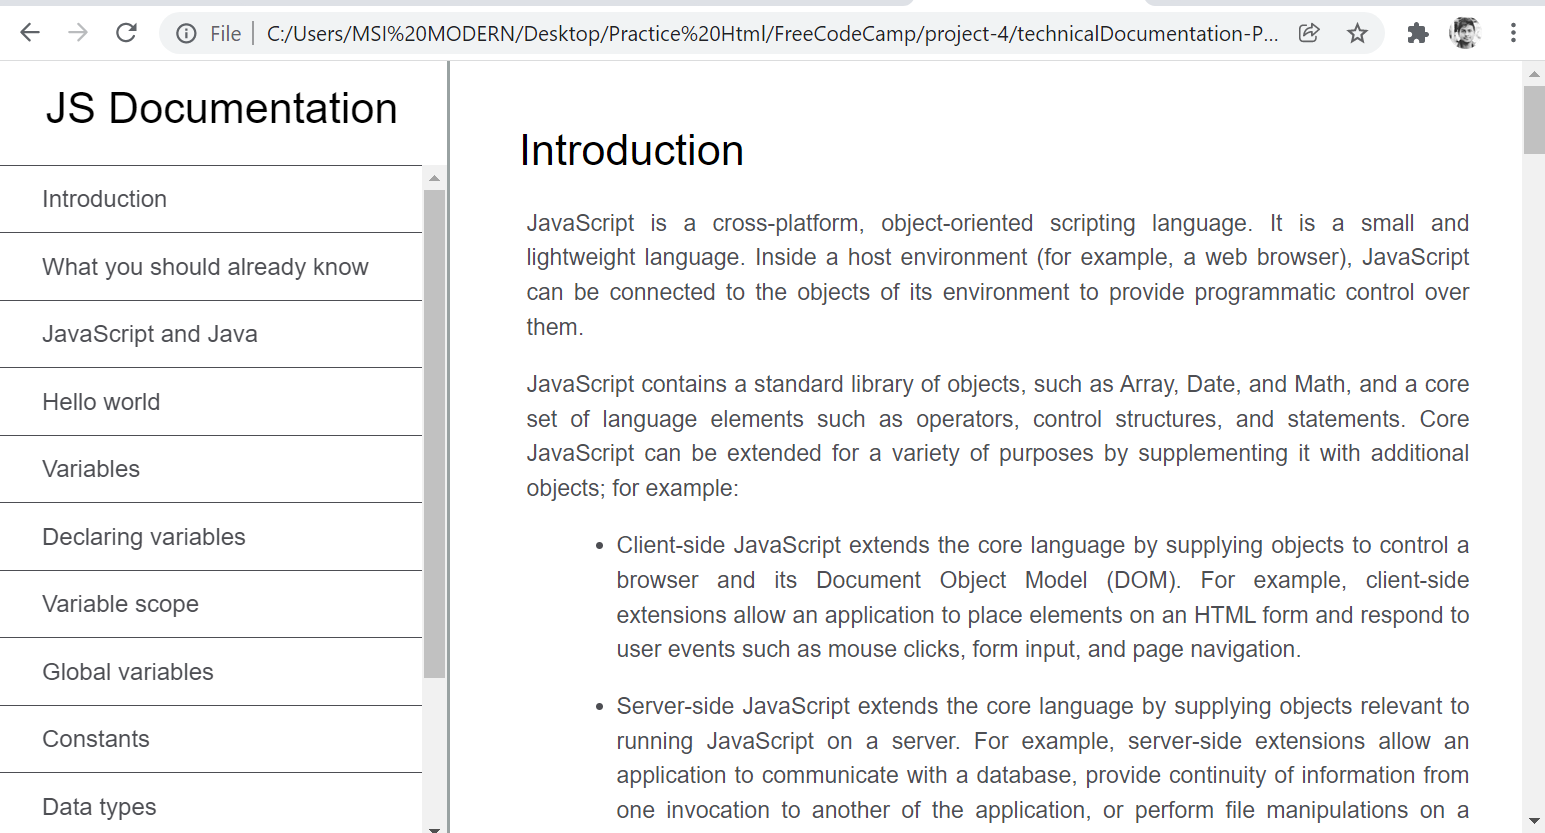 File | C:/Users/MSI%20MODERN/Desktop/Practice%20Html/FreeCodeCamp/project-4/technicalDocumentation-P...
JS Documentation
Introduction
What you should already know
JavaScript and Java
Hello world
Variables
Declaring variables
Variable scope
Global variables
Constants
Data types
Introduction
JavaScript is a cross-platform, object-oriented scripting language. It is a small and
lightweight language. Inside a host environment (for example, a web browser), JavaScript
can be connected to the objects of its environment to provide programmatic control over
them.
JavaScript contains a standard library of objects, such as Array, Date, and Math, and a core
set of language elements such as operators, control structures, and statements. Core
JavaScript can be extended for a variety of purposes by supplementing it with additional
objects; for example:
• Client-side JavaScript extends the core language by supplying objects to control a
browser and its Document Object Model (DOM). For example, client-side
extensions allow an application to place elements on an HTML form and respond to
user events such as mouse clicks, form input, and page navigation.
• Server-side JavaScript extends the core language by supplying objects relevant to
running JavaScript on a server. For example, server-side extensions allow an
application to communicate with a database, provide continuity of information from
one invocation to another of the application, or perform file manipulations on a